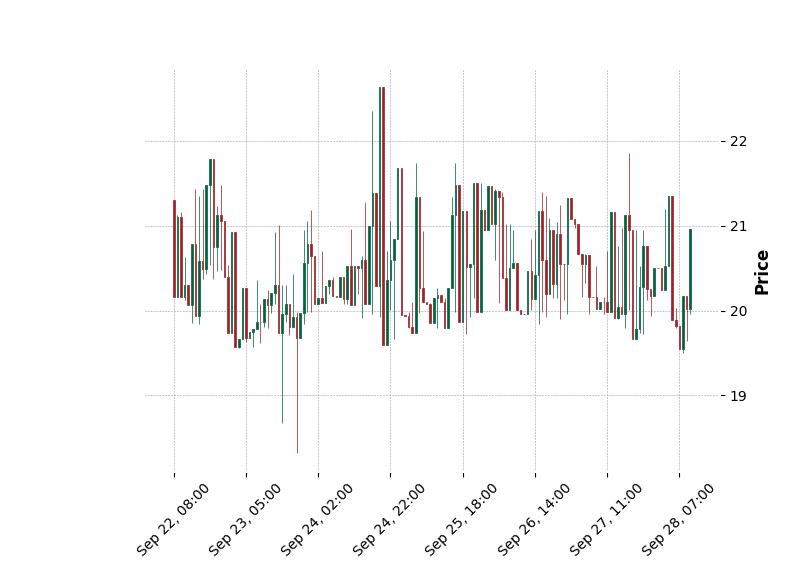 22
21
20
19
Price
Sep 22, 08:00
Sep 23, 05:00
Sep 24, 02:00
Sep 24, 22:00
Sep 25, 18:00
Sep 26, 14:00
Sep 27, 11:00
Sep 28, 07:00